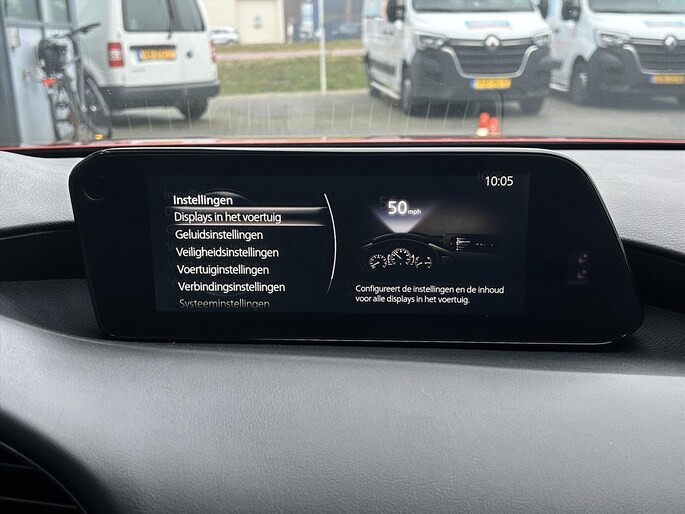 10:05
Instellingen
Displays in het voertuig
Geluidsinstellingen
Veiligheidsinstellingen
Voertuiginstellingen
Verbindingsinstellingen
Systeeminstellingen
50 mph
Configureert de instellingen en de inhoud
voor alle displays in het voertuig.